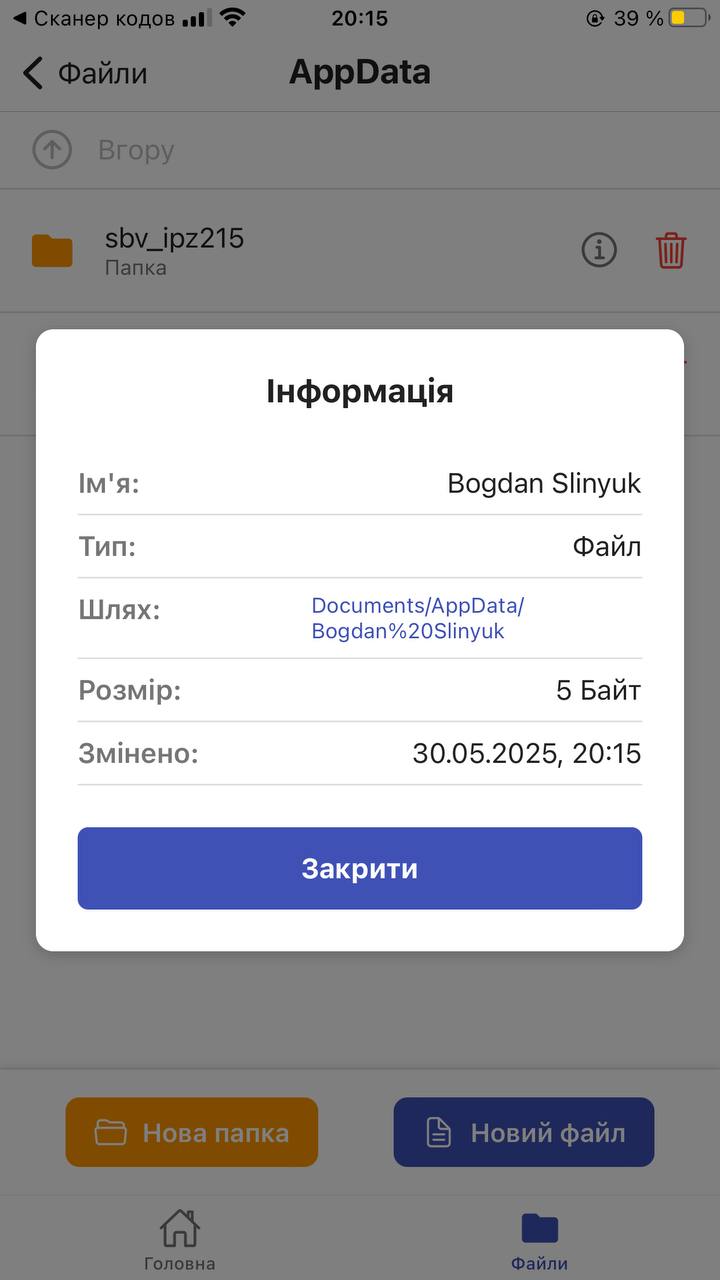 ◀ Сканер кодов
20:15
39 %
Файли
AppData
Вгору
sbv_ipz215
Папка
Інформація
Ім'я:
Bogdan Slinyuk
Тип:
Файл
Шлях:
Documents/AppData/
Bogdan%20Slinyuk
Розмір:
5 Байт
Змінено:
30.05.2025, 20:15
Закрити
Нова папка
Новий файл
Головна
Файли